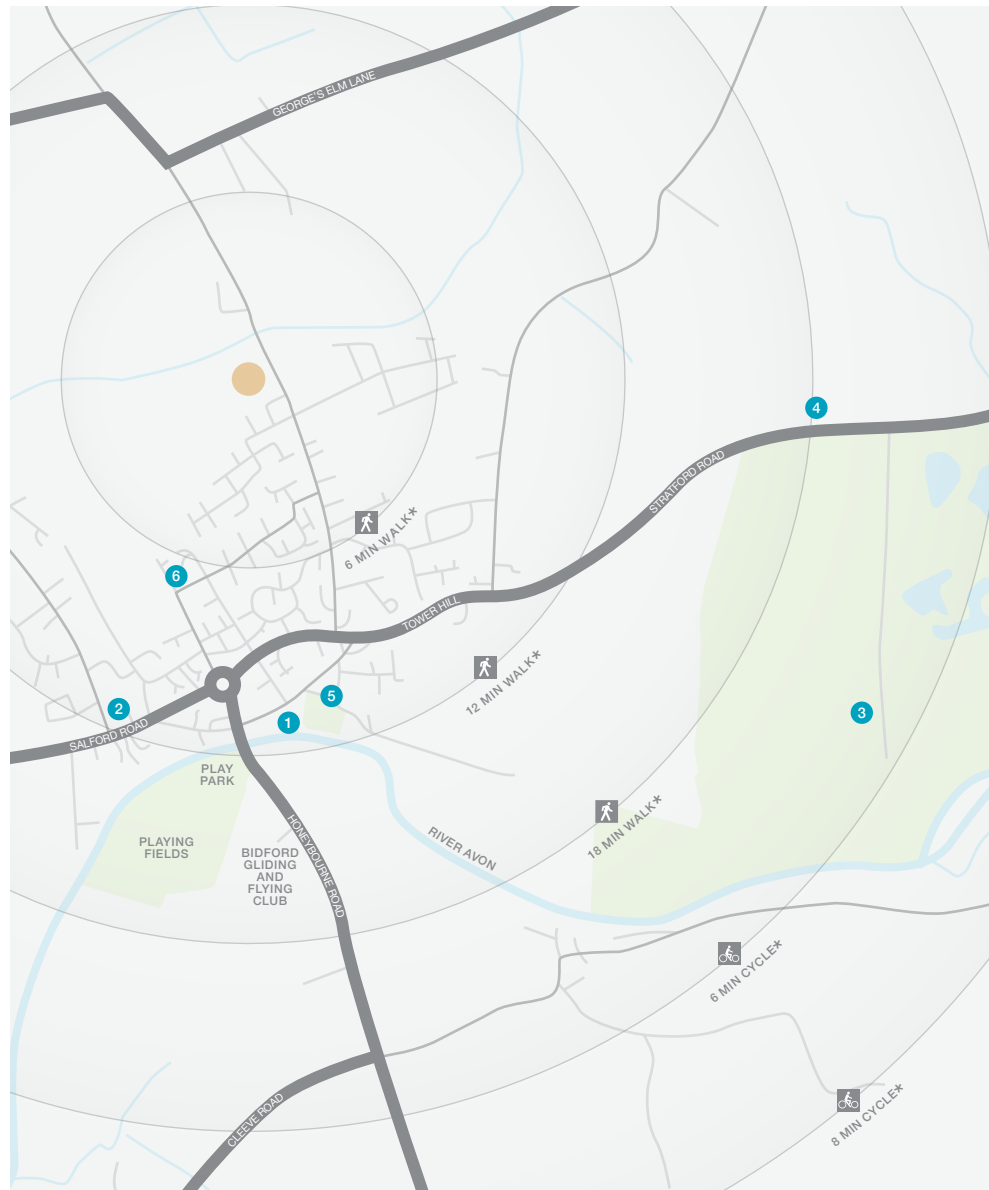 GEORGE'S ELM LANE
4
STRATFORD ROAD
6 MIN WALK*
6
TOWER HILL
12 MIN WALK*
5
2
1
3
SALFORD ROAD
PLAY
PARK
PLAYING
FIELDS
BIDFORD
GLIDING
AND
FLYING
CLUB
HONEYBOURNE ROAD
RIVER AVON
18 MIN WALK*
6 MIN CYCLE*
CLEEVE ROAD
8 MIN CYCLE*